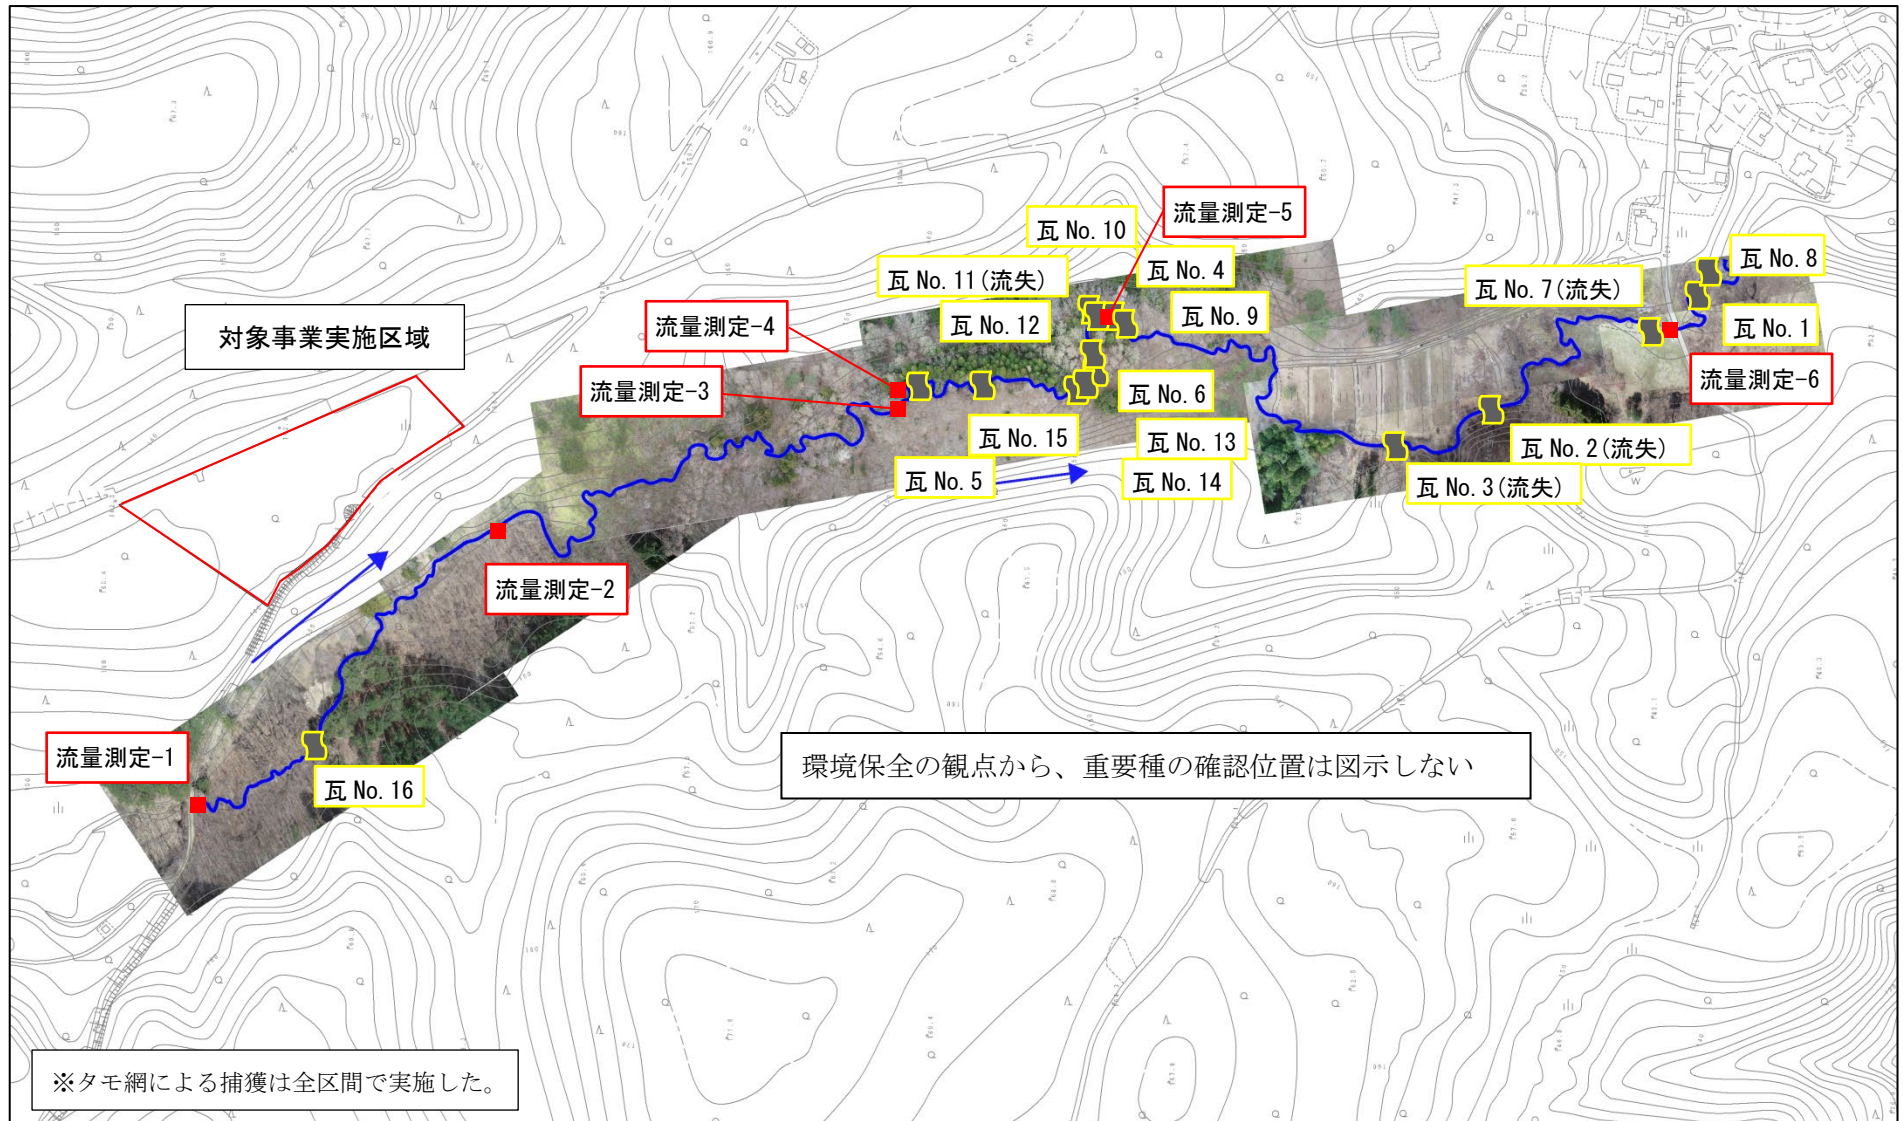 流量測定-5
瓦 No. 10
瓦 No. 8
瓦 No. 4
瓦 No. 11(流失)
瓦 No. 7(流失)
瓦 No. 9
瓦 No. 12
瓦 No. 1
対象事業実施区域
流量測定-4
流量測定-3
流量測定-6
瓦 No. 6
瓦 No. 15
瓦 No. 13
瓦 No. 2(流失)
瓦 No. 5
瓦 No. 14
瓦 No. 3(流失)
流量測定-2
流量測定-1
瓦 No. 16
環境保全の観点から、重要種の確認位置は図示しない
※タモ網による捕獲は全区間で実施した。